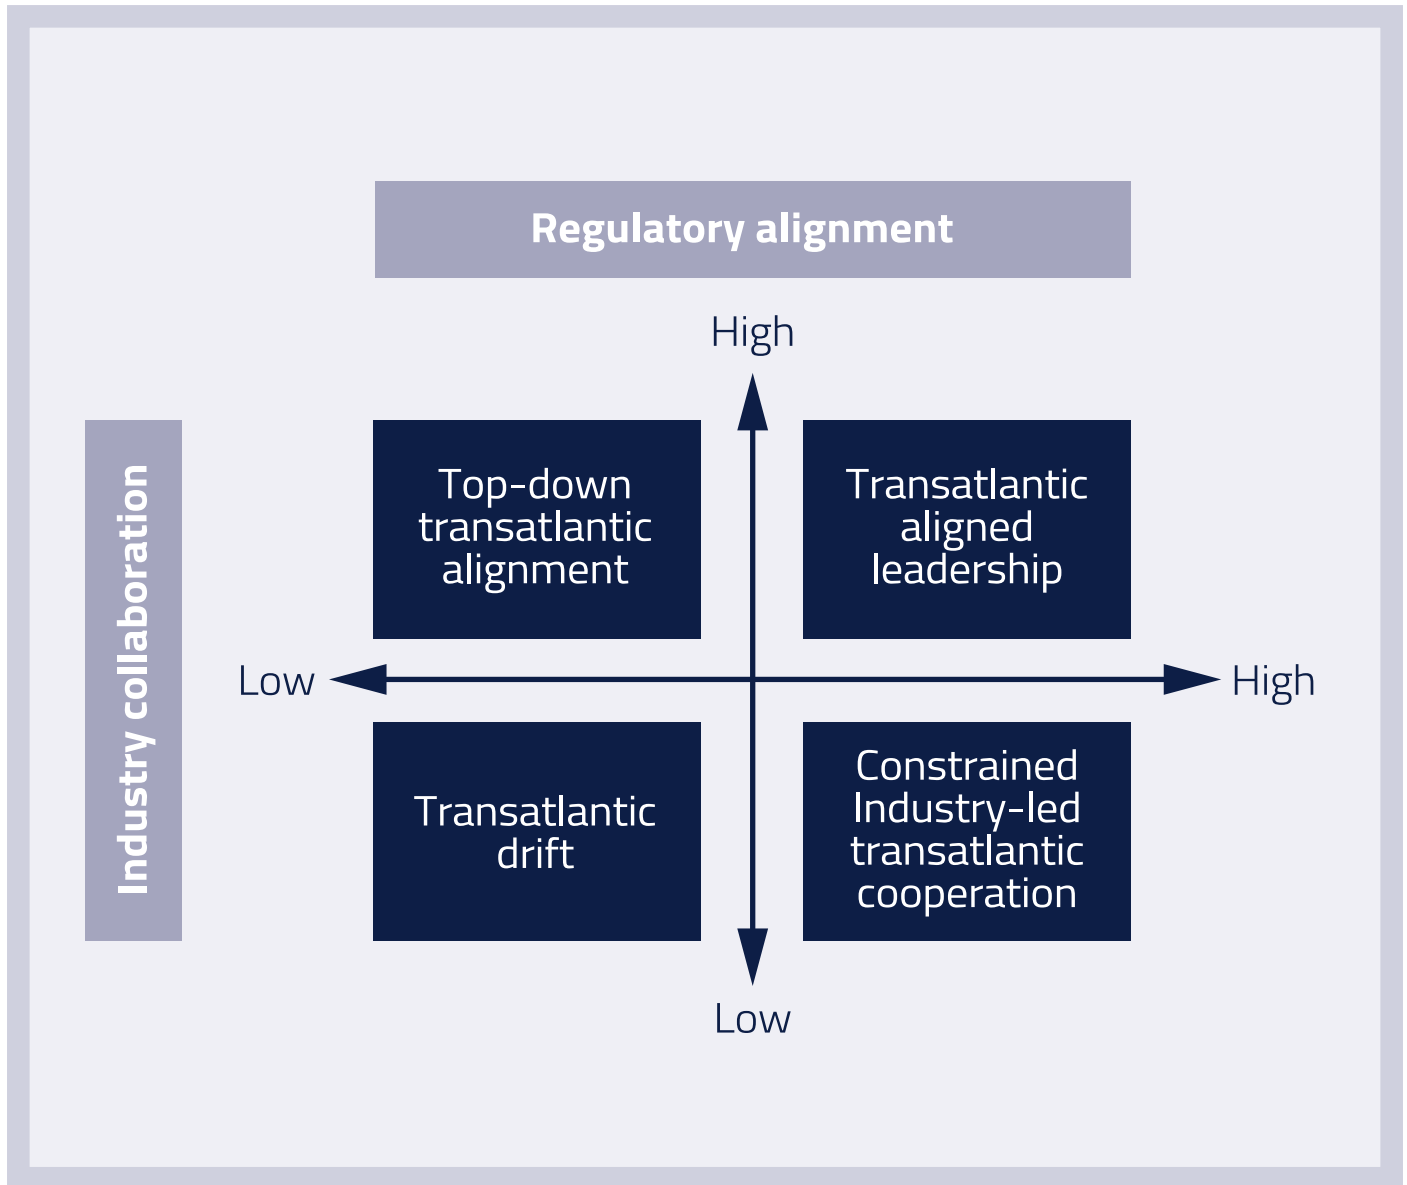 Regulatory alignment
High
Industry collaboration
Top-down
transatlantic
alignment
Transatlantic
aligned
leadership
Low
High
Transatlantic
drift
Constrained
Industry-led
transatlantic
cooperation
Low